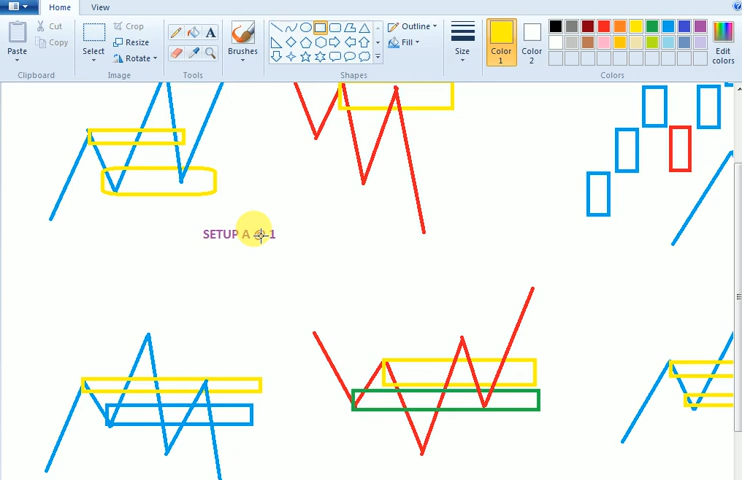 Home View
Paste
Cut
Copy
Clipboard
Select
Crop
Resize
Rotate
Image
A
Tools
Brushes
Outline
Fill
Shapes
Size
Color
1
Color
2
Edit
colors
Colors
SETUP A 1